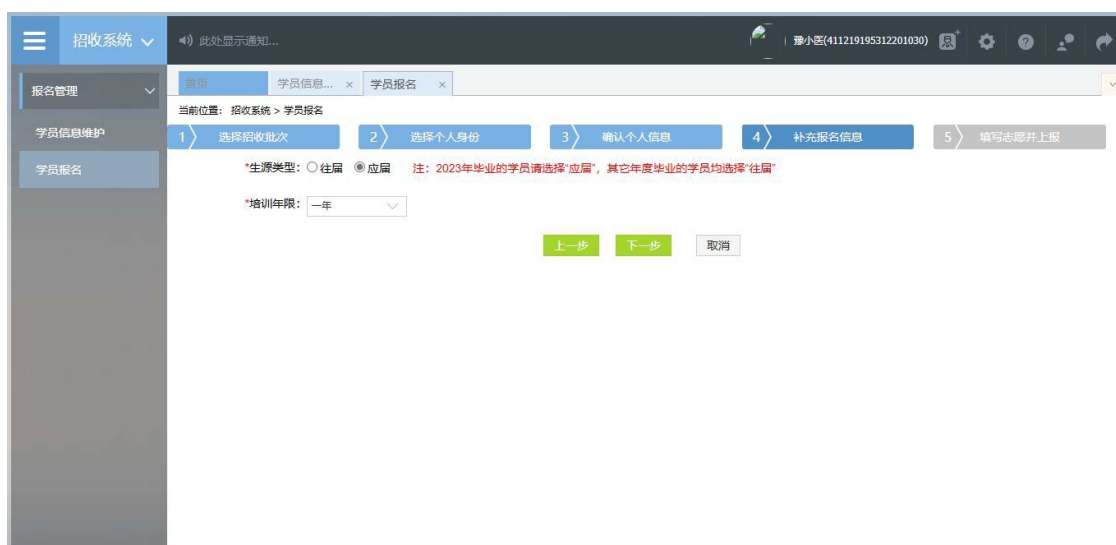 招收系统
此处显示通知...
豫小医(411219195312201030)
报名管理
首页
学员信息...
学员报名
当前位置： 招收系统 > 学员报名
学员信息维护
学员报名
1 选择招收批次
2 选择个人身份
3 确认个人信息
4 补充报名信息
5 填写志愿并上报
*生源类型：往届 应届 注：2023年毕业的学员请选择“应届”，其它年度毕业的学员均选择“往届”
*培训年限：一年
上一步 下一步 取消